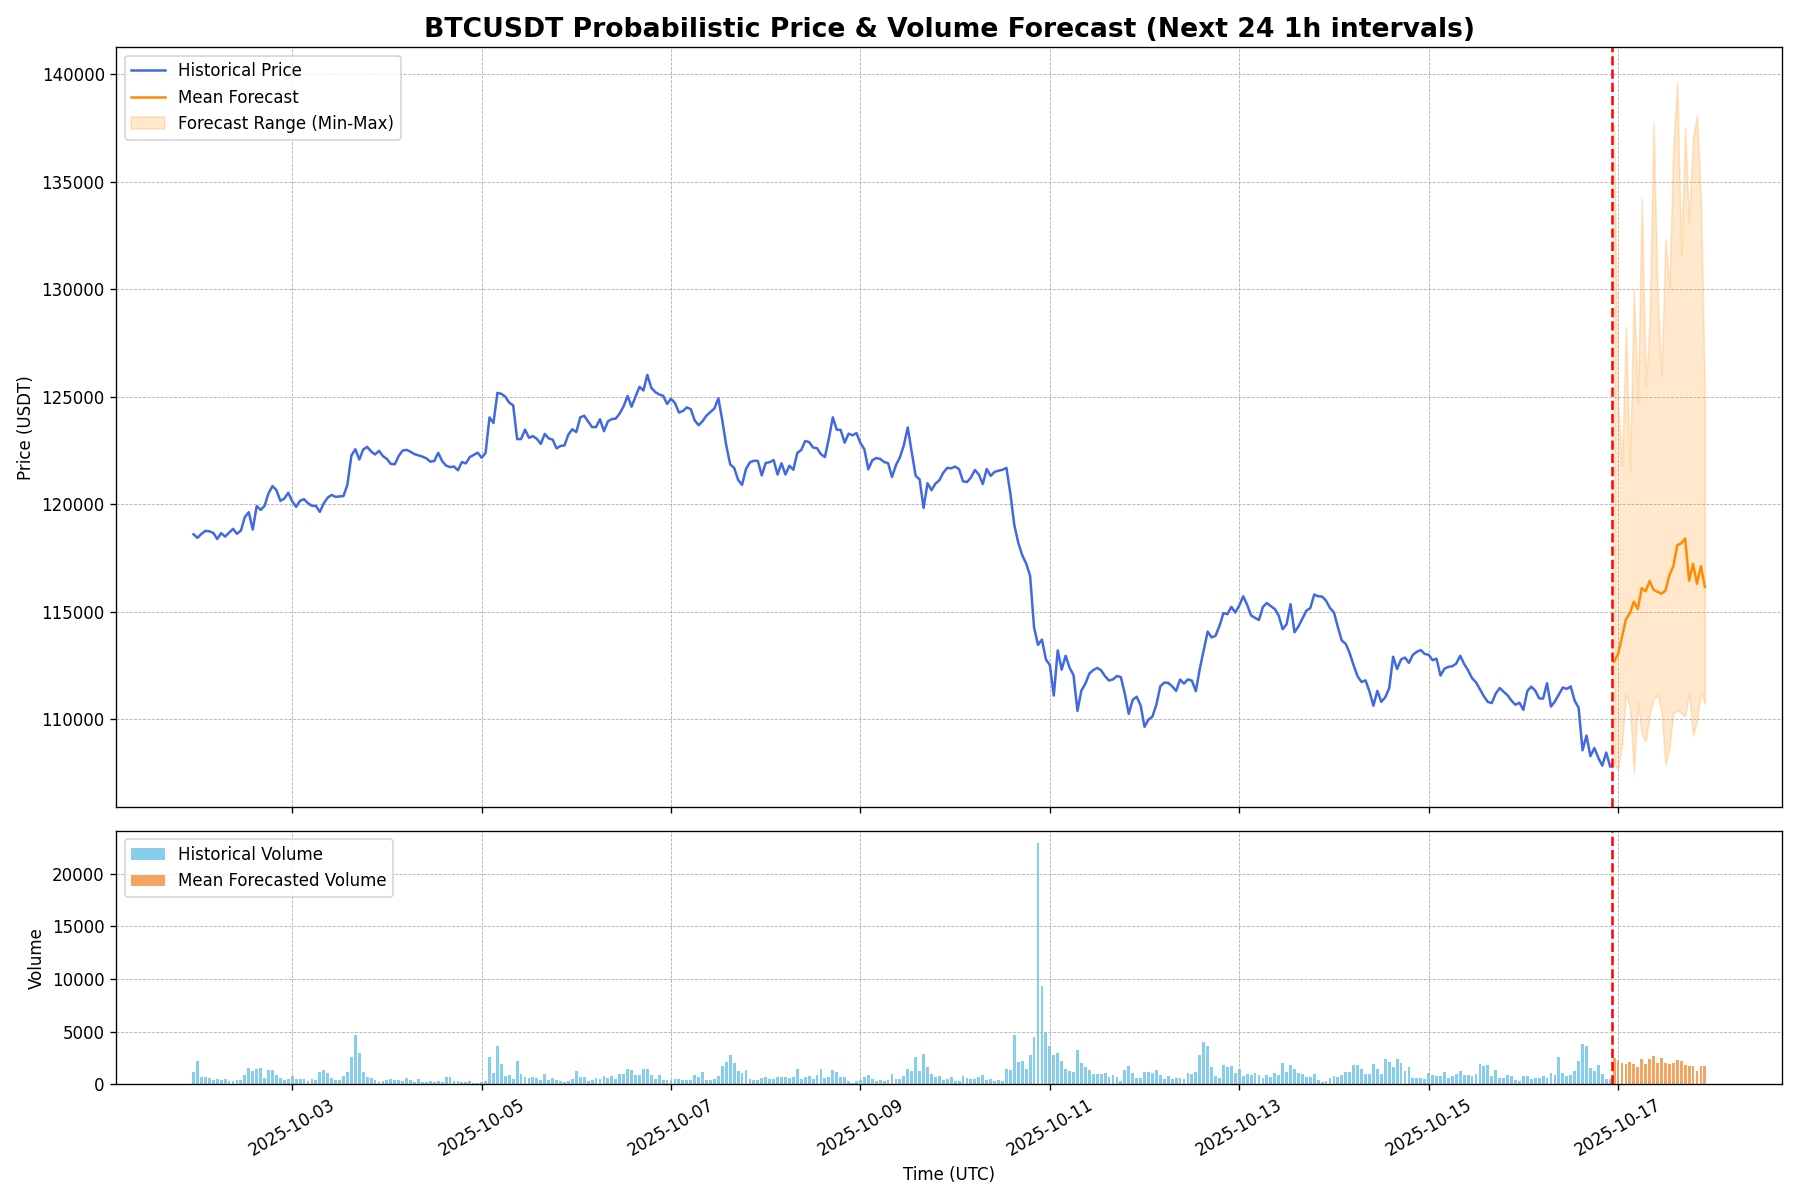 BTCUSDT Probabilistic Price & Volume Forecast (Next 24 1h intervals)
Historical Price
Mean Forecast
Forecast Range (Min-Max)
140000
135000
130000
125000
120000
115000
110000
Price (USDT)
Historical Volume
Mean Forecasted Volume
20000
15000
10000
5000
0
Volume
2025-10-03
2025-10-05
2025-10-07
2025-10-09
2025-10-11
2025-10-13
2025-10-15
2025-10-17
Time (UTC)